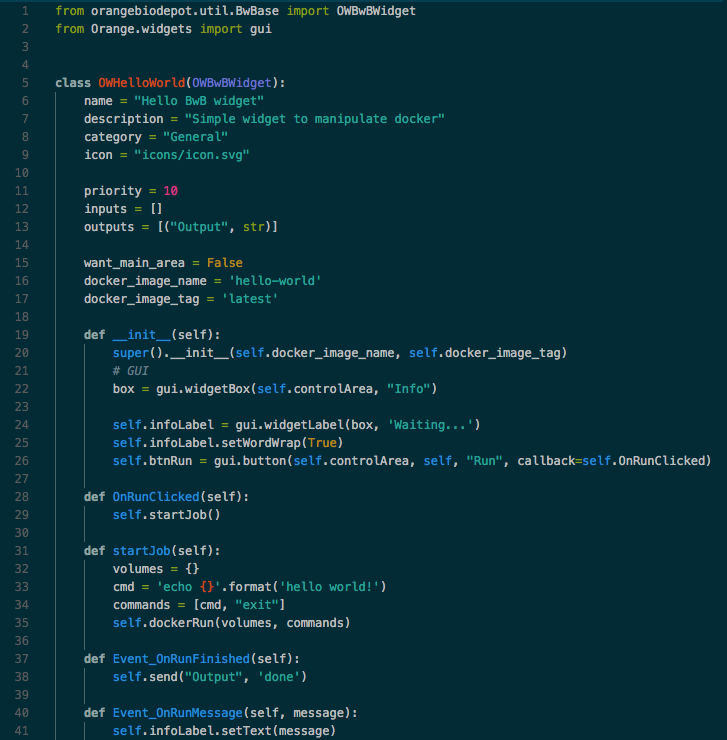 1 from orangebiodepot.util.BwBase import OWBwBWidget
2 from Orange.widgets import gui
3
4
5 class OWHelloWorld(OWBwBWidget):
6     name = "Hello BwB widget"
7     description = "Simple widget to manipulate docker"
8     category = "General"
9     icon = "icons/icon.svg"
10
11     priority = 10
12     inputs = []
13     outputs = [("Output", str)]
14
15     want_main_area = False
16     docker_image_name = 'hello-world'
17     docker_image_tag = 'latest'
18
19     def __init__(self):
20         super().__init__(self.docker_image_name, self.docker_image_tag)
21         # GUI
22         box = gui.widgetBox(self.controlArea, "Info")
23
24         self.infoLabel = gui.widgetLabel(box, 'Waiting...')
25         self.infoLabel.setWordWrap(True)
26         self.btnRun = gui.button(self.controlArea, self, "Run", callback=self.OnRunClicked)
27
28     def OnRunClicked(self):
29         self.startJob()
30
31     def startJob(self):
32         volumes = {}
33         cmd = 'echo {}'.format('hello world!')
34         commands = [cmd, "exit"]
35         self.dockerRun(volumes, commands)
36
37     def Event_OnRunFinished(self):
38         self.send("Output", 'done')
39
40     def Event_OnRunMessage(self, message):
41         self.infoLabel.setText(message)